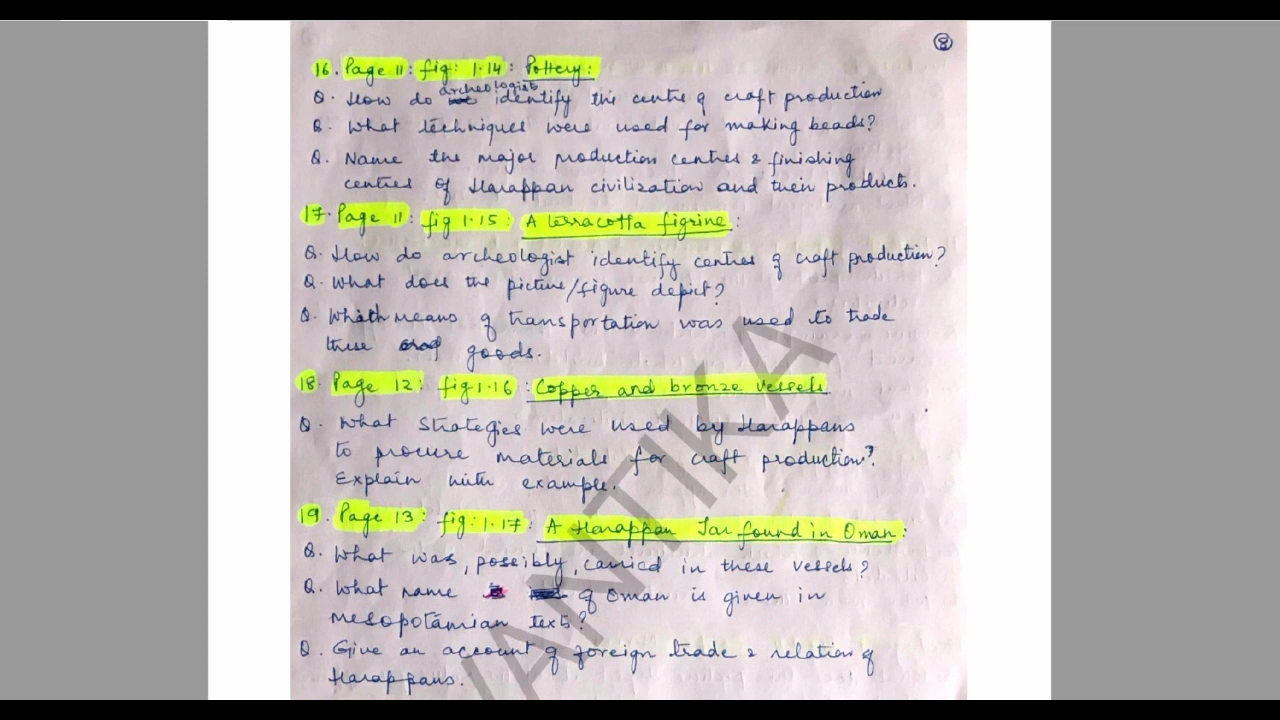 8
16. Page 11: fig: 1.14: Pottery:
archeologist
Q. How do identify the centre of craft production
Q. What techniques were used for making beads?
Q. Name the major production centres & finishing
centres of Harappan civilization and their products.
17. Page 11: fig 1.15: A terracotta figrine:
Q. How do archeologist identify centres of craft production?
Q. What does the picture/figure depict?
Q. Which means of transportation was used to trade
these goods.
18. Page 12: fig 1.16: Copper and bronze vessels
Q. What strategies were used by Harappans
to procure materials for craft production?
Explain with example.
19. Page 13: fig: 1.17: A Harappan Jar found in Oman:
Q. What was, possibly, carried in these vessels?
Q. What name of Oman is given in
mesopotamian text?
Q. Give an account of foreign trade & relation of
Harappans.
VANTIKA